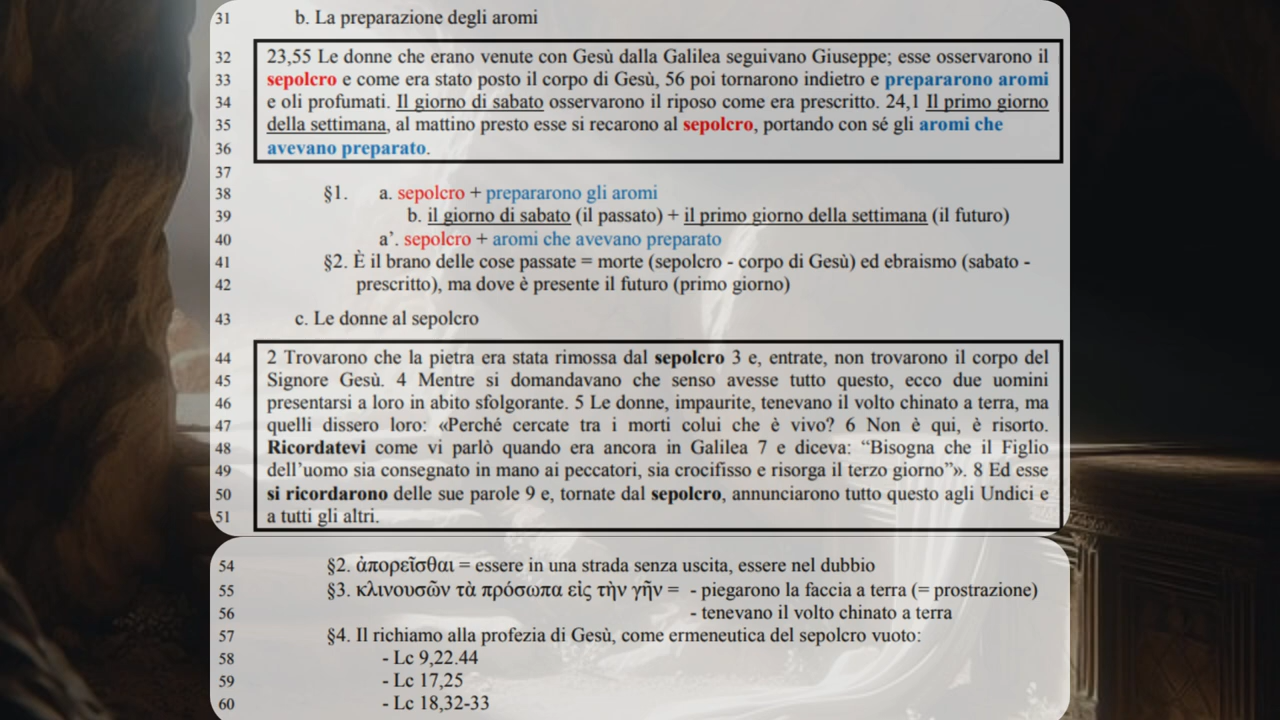 31 b. La preparazione degli aromi
32 23,55 Le donne che erano venute con Gesù dalla Galilea seguivano Giuseppe; esse osservarono il
33 sepolcro e come era stato posto il corpo di Gesù, 56 poi tornarono indietro e prepararono aromi
34 e oli profumati. Il giorno di sabato osservarono il riposo come era prescritto. 24,1 Il primo giorno
35 della settimana, al mattino presto esse si recarono al sepolcro, portando con sé gli aromi che
36 avevano preparato.
37
38 §1. a. sepolcro + prepararono gli aromi
39 b. il giorno di sabato (il passato) + il primo giorno della settimana (il futuro)
40 a’. sepolcro + aromi che avevano preparato
41 §2. È il brano delle cose passate = morte (sepolcro - corpo di Gesù) ed ebraismo (sabato -
42 prescritto), ma dove è presente il futuro (primo giorno)
43 c. Le donne al sepolcro
44 2 Trovarono che la pietra era stata rimossa dal sepolcro 3 e, entrate, non trovarono il corpo del
45 Signore Gesù. 4 Mentre si domandavano che senso avesse tutto questo, ecco due uomini
46 presentarsi a loro in abito sfolgorante. 5 Le donne, impaurite, tenevano il volto chinato a terra, ma
47 quelli dissero loro: «Perché cercate tra i morti colui che è vivo? 6 Non è qui, è risorto.
48 Ricordatevi come vi parlò quando era ancora in Galilea 7 e diceva: “Bisogna che il Figlio
49 dell’uomo sia consegnato in mano ai peccatori, sia crocifisso e risorga il terzo giorno”». 8 Ed esse
50 si ricordarono delle sue parole 9 e, tornate dal sepolcro, annunciarono tutto questo agli Undici e
51 a tutti gli altri.
54 §2. ἀπορεῖσθαι = essere in una strada senza uscita, essere nel dubbio
55 §3. κλινουσῶν τὰ πρόσωπα εἰς τὴν γῆν = - piegarono la faccia a terra (= prostrazione)
56 - tenevano il volto chinato a terra
57 §4. Il richiamo alla profezia di Gesù, come ermeneutica del sepolcro vuoto:
58 - Lc 9,22.44
59 - Lc 17,25
60 - Lc 18,32-33